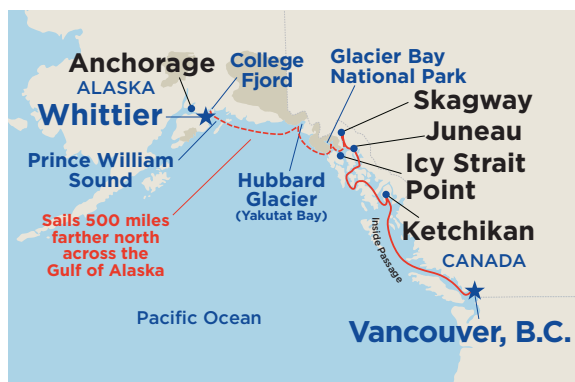 Anchorage
ALASKA
Whittier
College
Fjord
Glacier Bay
National Park
Skagway
Juneau
Icy Strait
Point
Prince William
Sound
Hubbard
Glacier
(Yakutat Bay)
Ketchikan
Sails 500 miles
farther north
across the
Gulf of Alaska
Inside Passage
CANADA
Pacific Ocean
Vancouver, B.C.